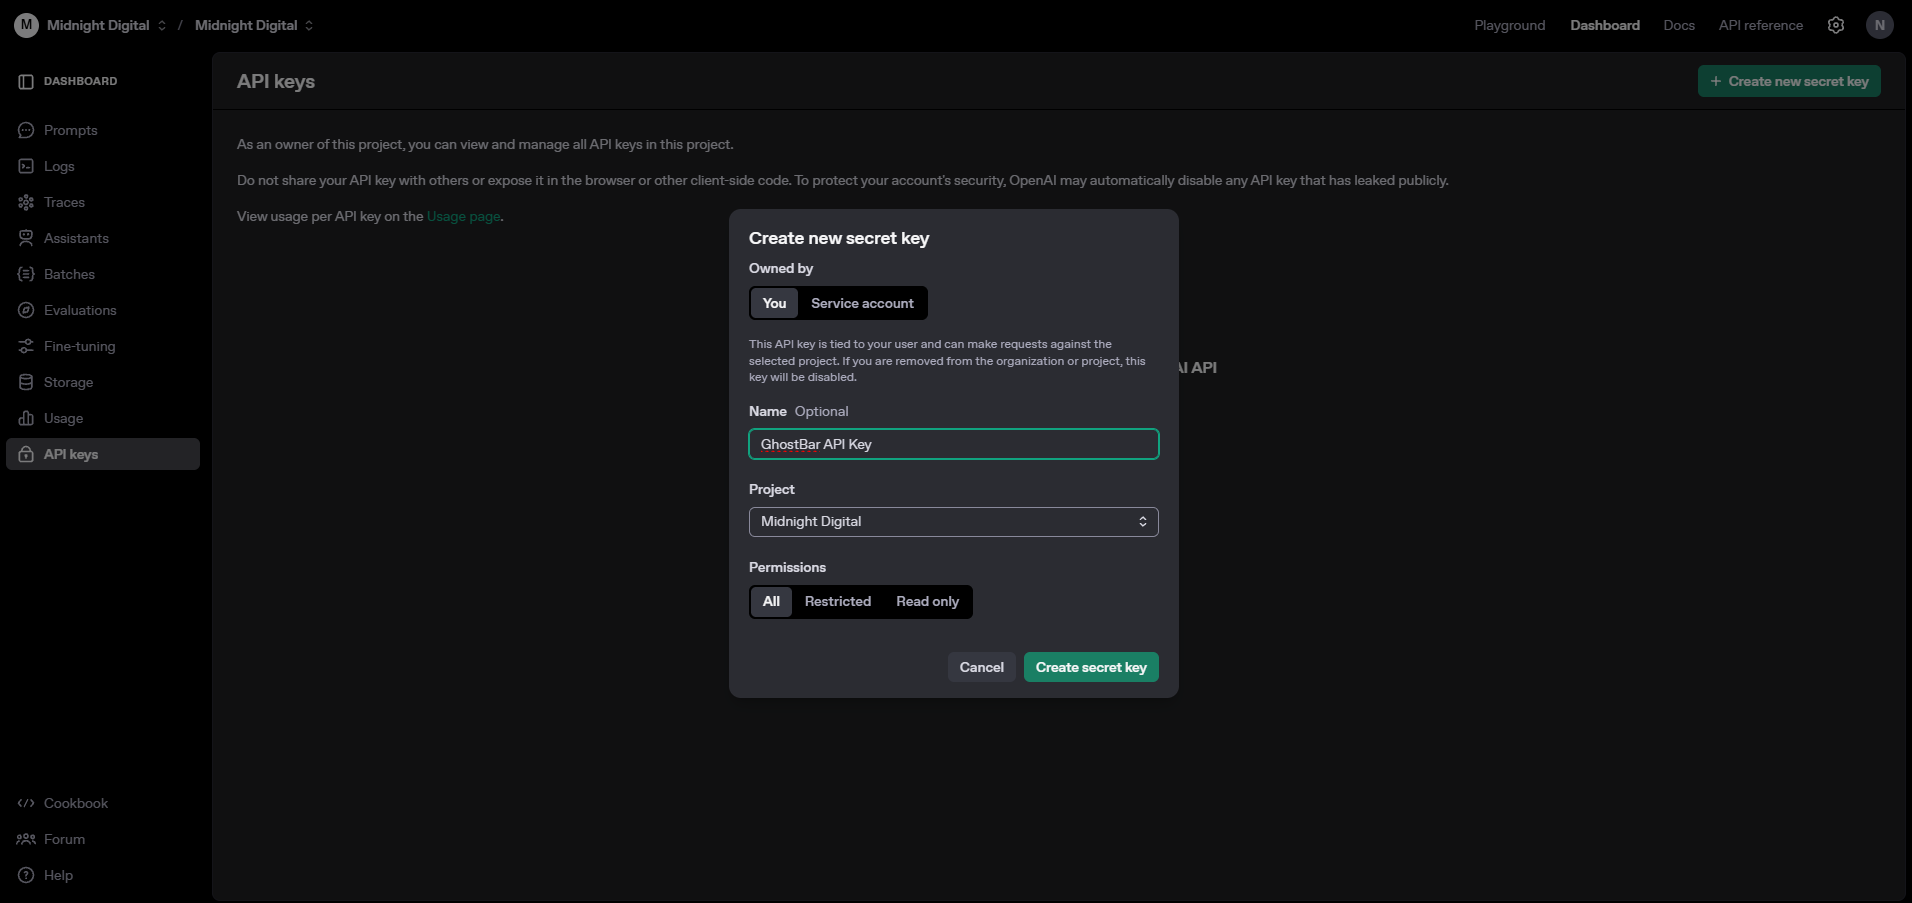 M Midnight Digital / Midnight Digital
Playground Dashboard Docs API reference N
DASHBOARD
Prompts
Logs
Traces
Assistants
Batches
Evaluations
Fine-tuning
Storage
Usage
API keys
Cookbook
Forum
Help
API keys
+ Create new secret key
As an owner of this project, you can view and manage all API keys in this project.
Do not share your API key with others or expose it in the browser or other client-side code. To protect your account's security, OpenAI may automatically disable any API key that has leaked publicly.
View usage per API key on the Usage page.
AI API
Create new secret key
Owned by
You Service account
This API key is tied to your user and can make requests against the
selected project. If you are removed from the organization or project, this
key will be disabled.
Name Optional
GhostBar API Key
Project
Midnight Digital
Permissions
All Restricted Read only
Cancel Create secret key